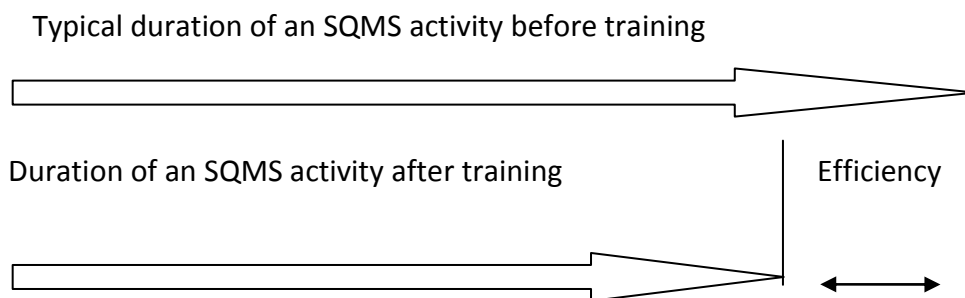 Typical duration of an SQMS activity before training
Duration of an SQMS activity after training
Efficiency